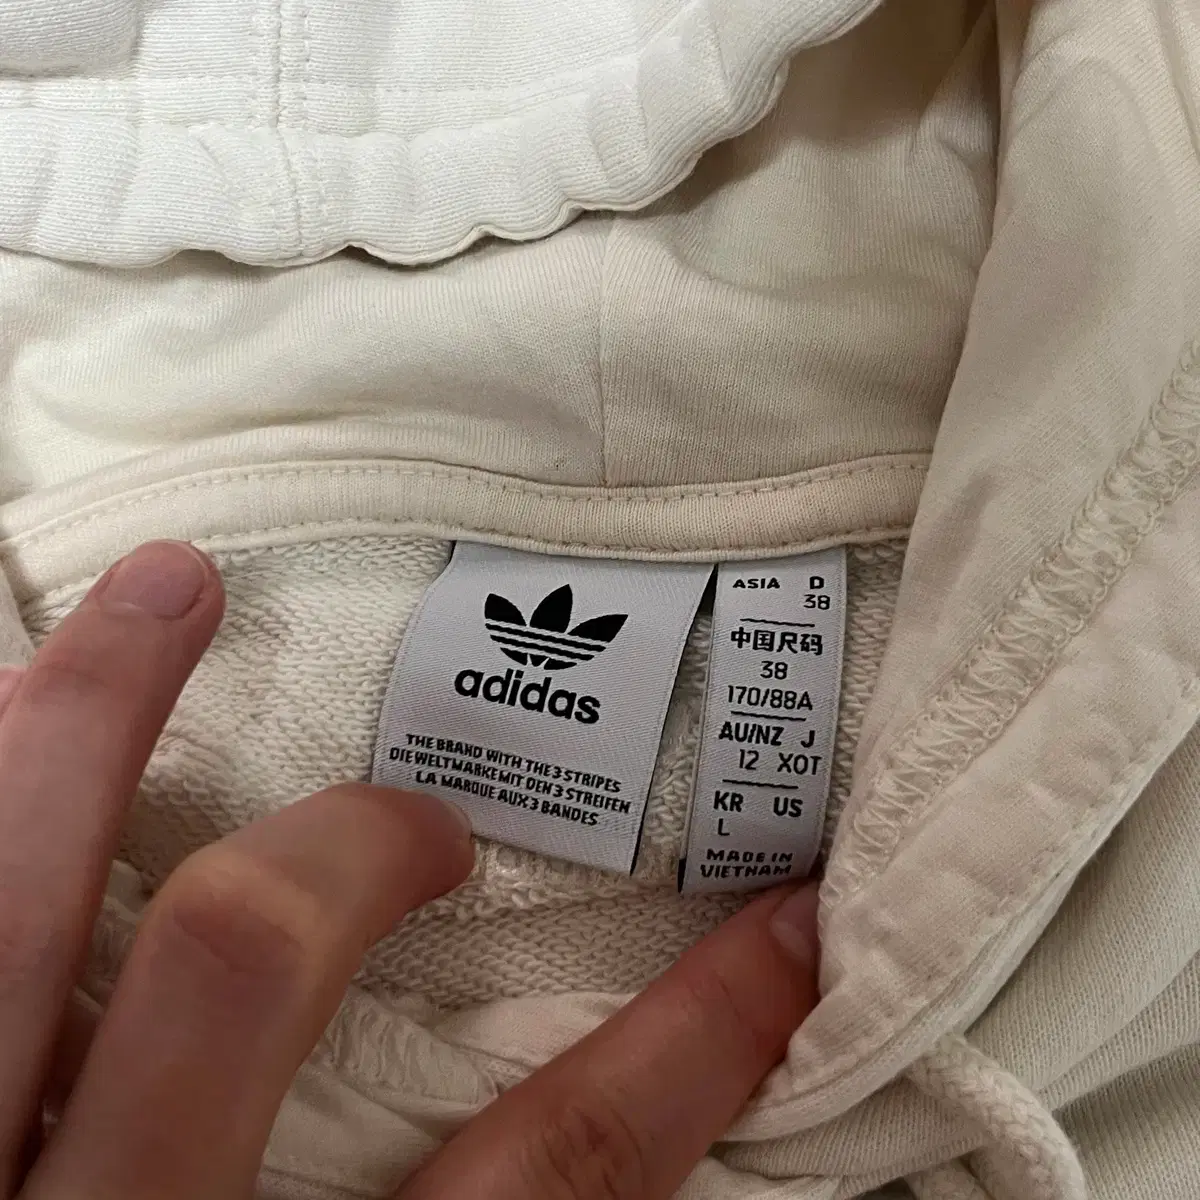 adidas
THE BRAND WITH THE 3 STRIPES
DIE WELTMARKE MIT DEN 3 STREIFEN
LA MARQUE AUX 3 BANDES
ASIA D
38
中国尺码
38
170/88A
AU/NZ J
12 XOT
KR US
L
MADE IN
VIETNAM